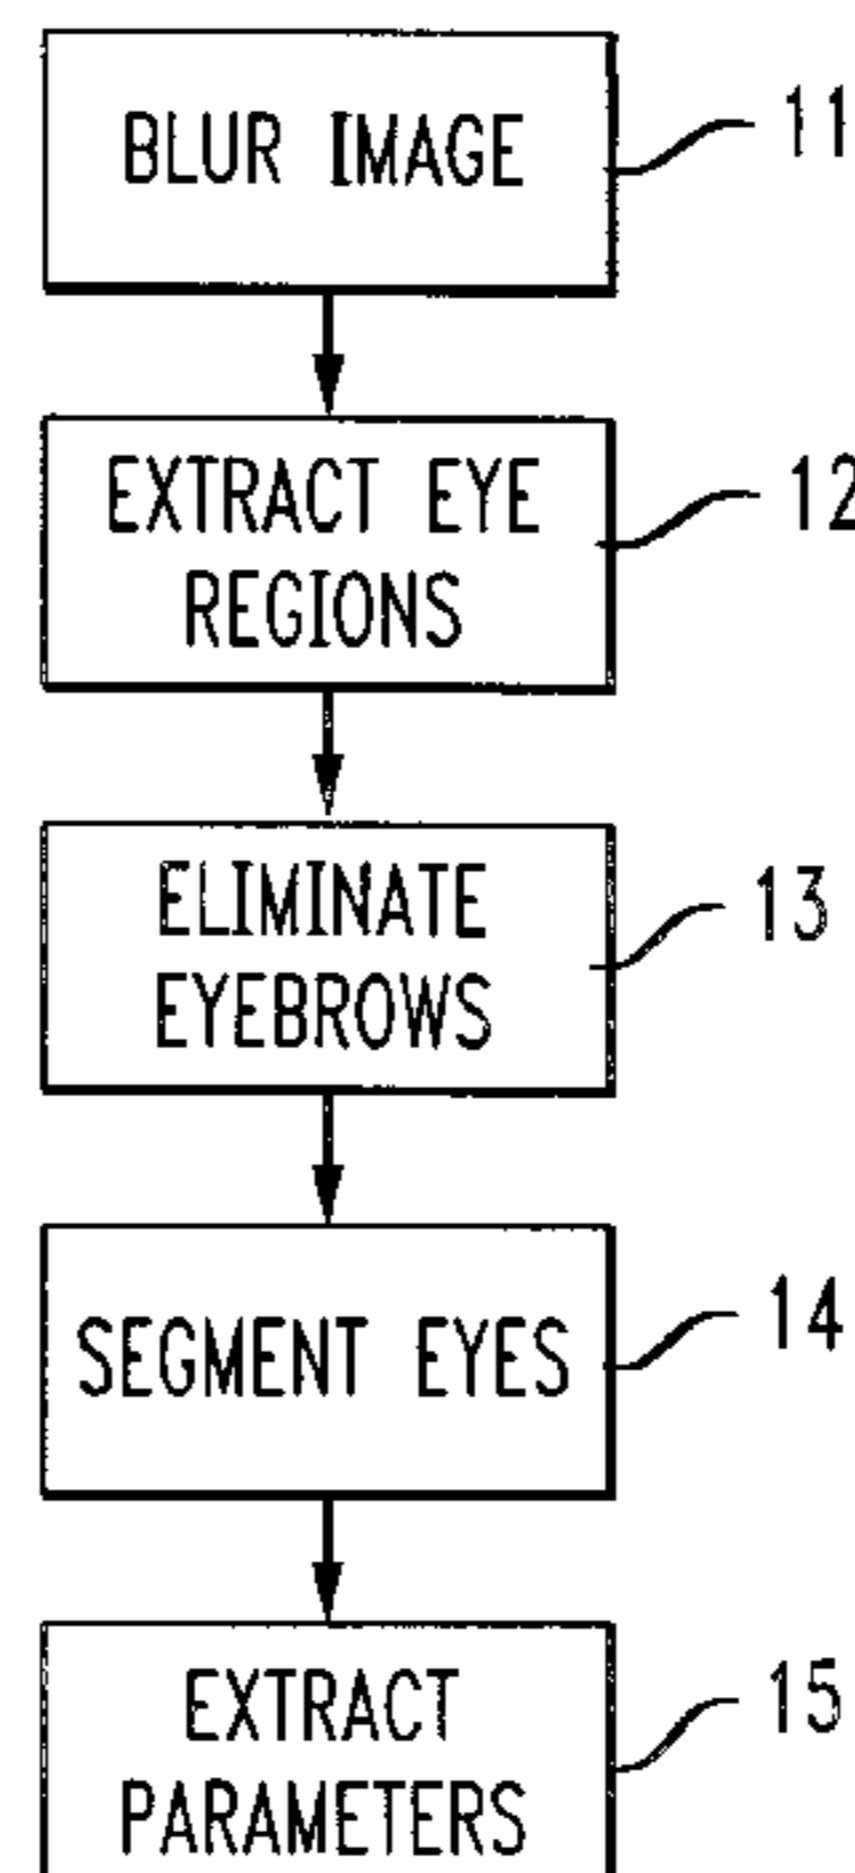 BLUR IMAGE
11
EXTRACT EYE
REGIONS
12
ELIMINATE
EYEBROWS
13
SEGMENT EYES
14
EXTRACT
PARAMETERS
15